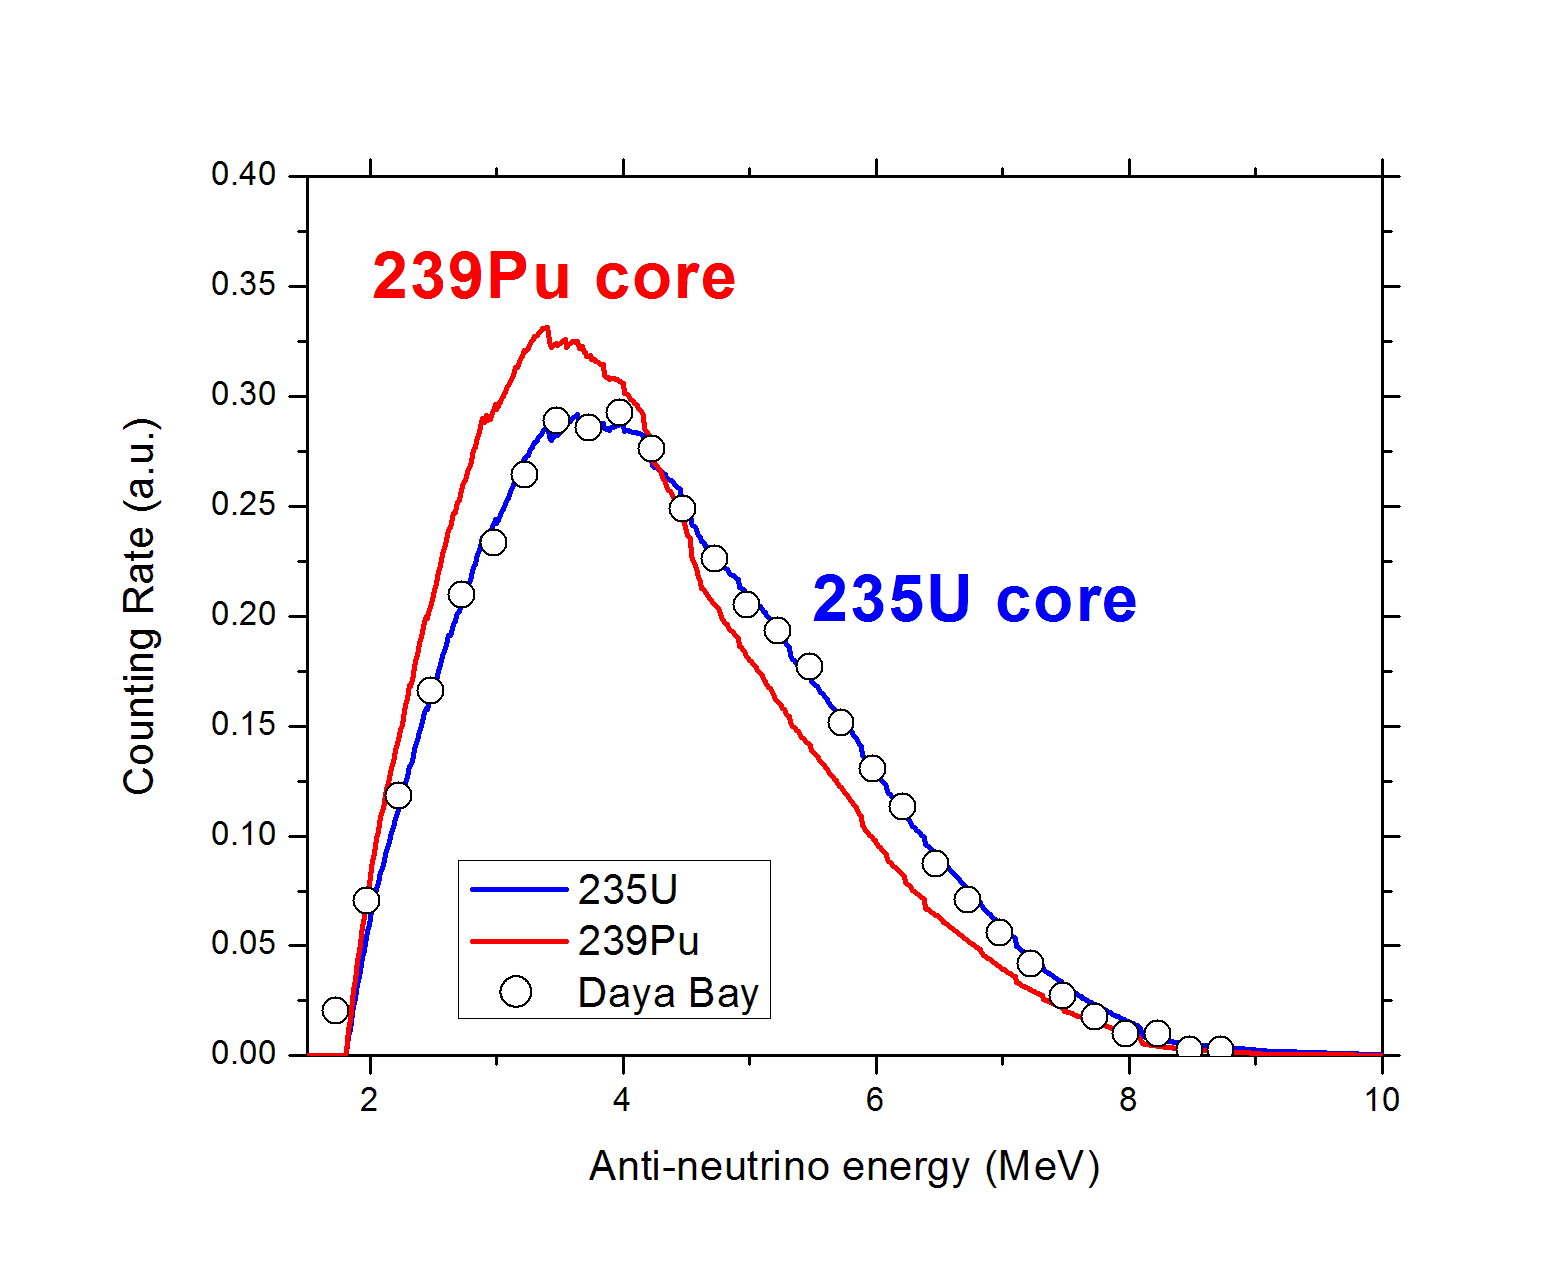 0.40
0.35
0.30
0.25
0.20
0.15
0.10
0.05
0.00
Counting Rate (a.u.)
239Pu core
235U core
235U
239Pu
Daya Bay
2 4 6 8 10
Anti-neutrino energy (MeV)